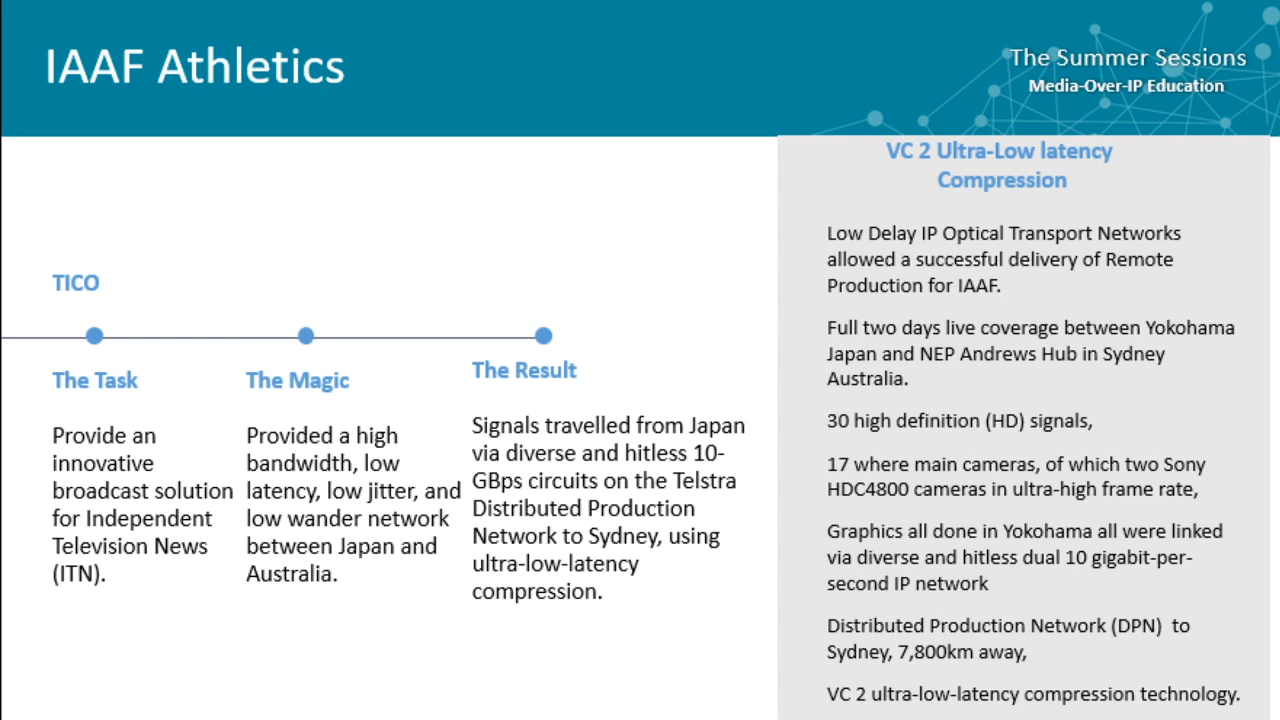 IAAF Athletics
The Summer Sessions
Media-Over-IP Education
TICO
The Task
Provide an
innovative
broadcast solution
for Independent
Television News
(ITN).
The Magic
Provided a high
bandwidth, low
latency, low jitter, and
low wander network
between Japan and
Australia.
The Result
Signals travelled from Japan
via diverse and hitless 10-
GBps circuits on the Telstra
Distributed Production
Network to Sydney, using
ultra-low-latency
compression.
VC 2 Ultra-Low latency
Compression
Low Delay IP Optical Transport Networks
allowed a successful delivery of Remote
Production for IAAF.
Full two days live coverage between Yokohama
Japan and NEP Andrews Hub in Sydney
Australia.
30 high definition (HD) signals,
17 where main cameras, of which two Sony
HDC4800 cameras in ultra-high frame rate,
Graphics all done in Yokohama all were linked
via diverse and hitless dual 10 gigabit-per-
second IP network
Distributed Production Network (DPN) to
Sydney, 7,800km away,
VC 2 ultra-low-latency compression technology.